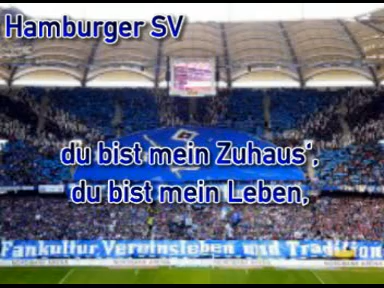 Hamburger SV
du bist mein Zuhaus',
du bist mein Leben,
Fankultur Vereinsleben und Tradition